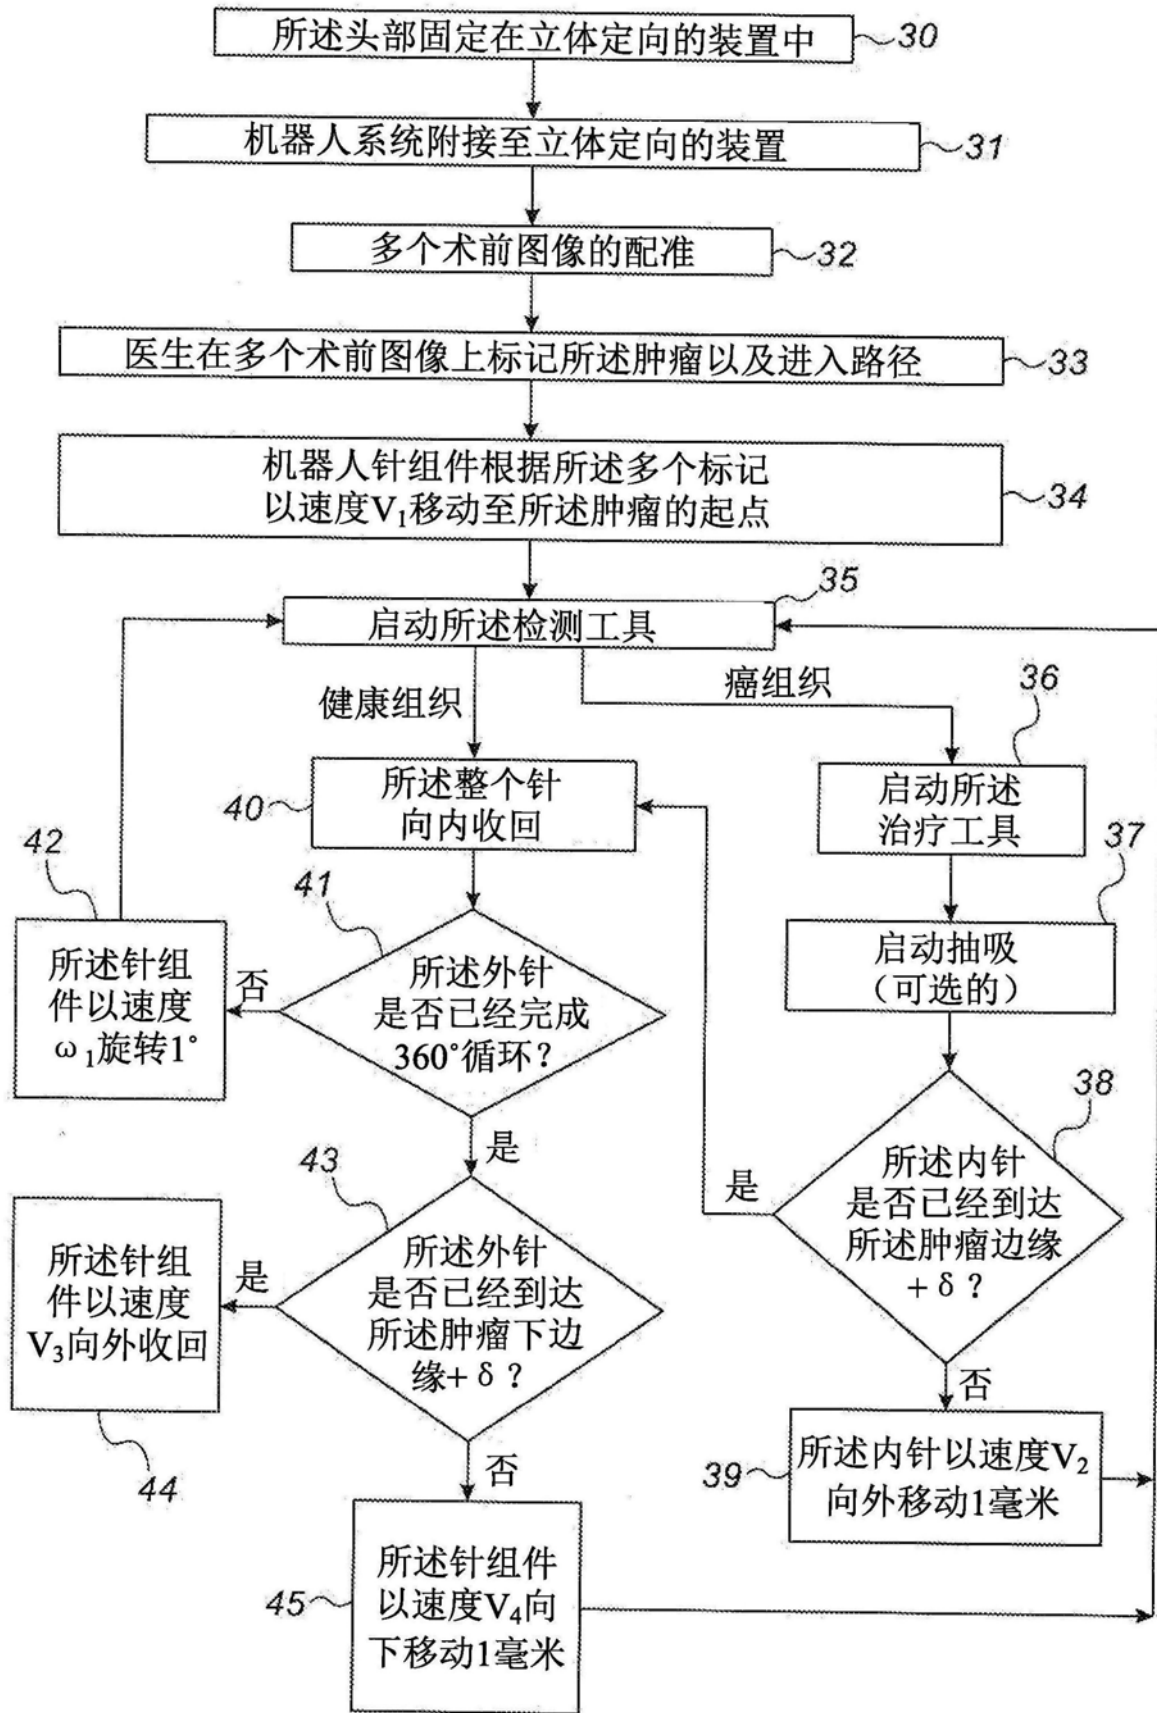 所述头部固定在立体定向的装置中
30
机器人系统附接至立体定向的装置
31
多个术前图像的配准
32
医生在多个术前图像上标记所述肿瘤以及进入路径
33
机器人针组件根据所述多个标记
以速度V₁移动至所述肿瘤的起点
34
35
启动所述检测工具
健康组织
癌组织
36
启动所述
治疗工具
40
所述整个针
向内收回
37
启动抽吸
（可选的）
42
所述针组
件以速度
ω₁旋转1°
41
否
所述外针
是否已经完成
360°循环？
是
38
所述内针
是否已经到达
所述肿瘤边缘
+δ？
是
否
43
所述外针
是否已经到达
所述肿瘤下边
缘+δ？
是
所述针组
件以速度
V₃向外收回
44
否
39
所述内针以速度V₂
向外移动1毫米
45
所述针组件
以速度V₄向
下移动1毫米